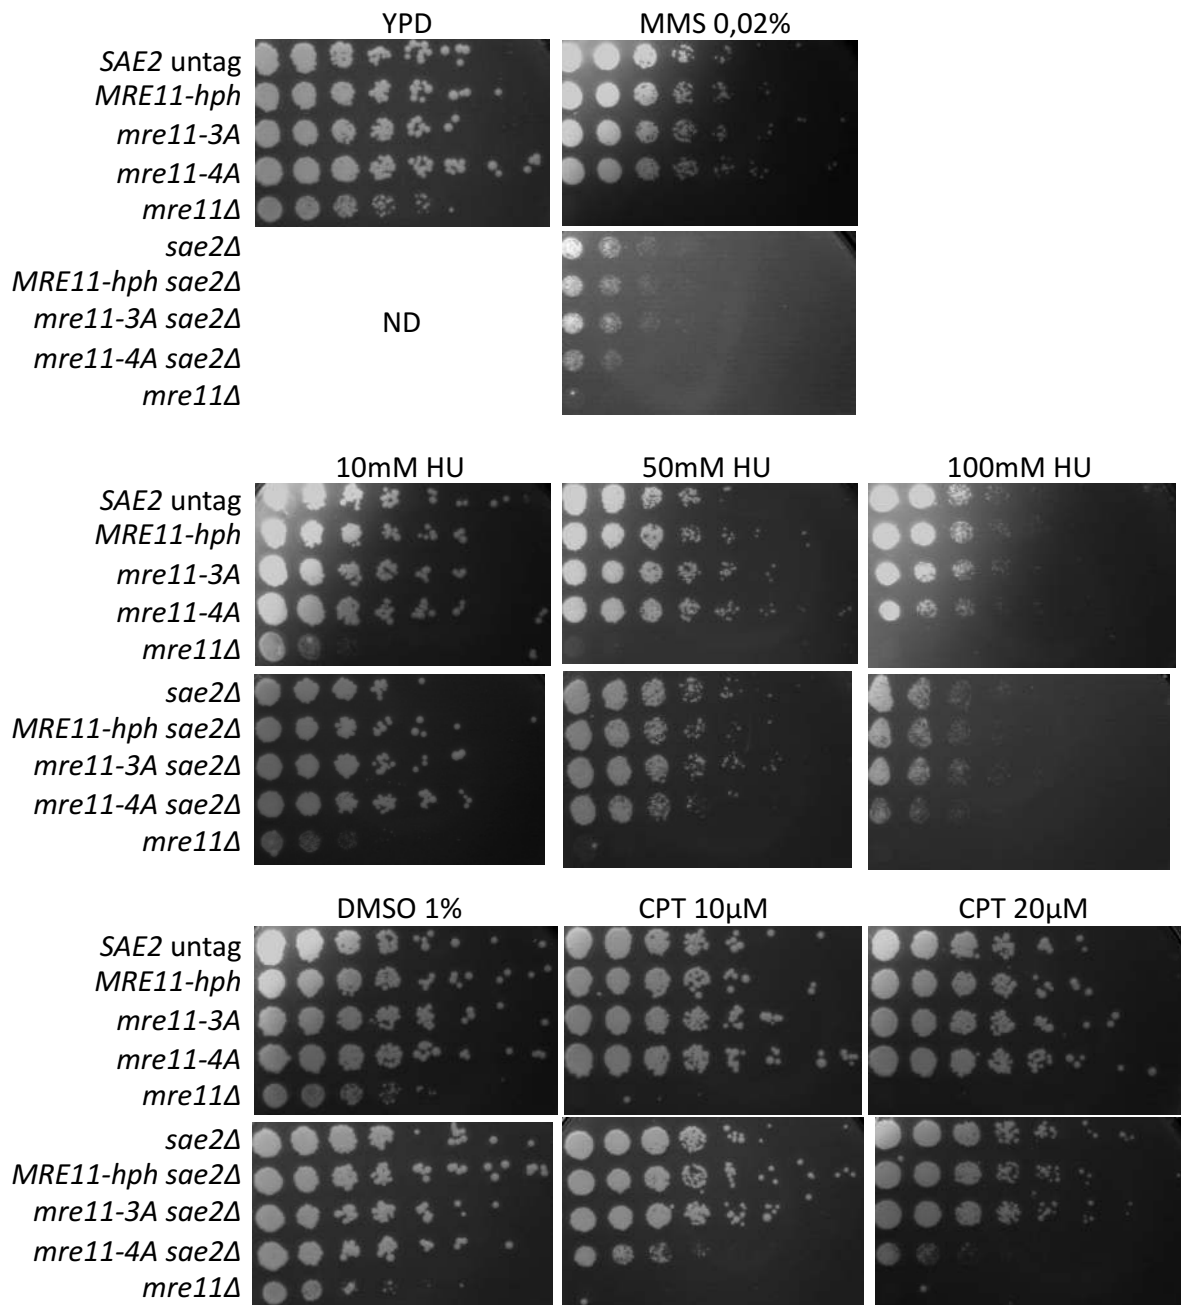 YPD MMS 0,02%
SAE2 untag
MRE11-hph
mre11-3A
mre11-4A
mre11Δ
sae2Δ
MRE11-hph sae2Δ
mre11-3A sae2Δ
ND
mre11-4A sae2Δ
mre11Δ
10mM HU 50mM HU 100mM HU
SAE2 untag
MRE11-hph
mre11-3A
mre11-4A
mre11Δ
sae2Δ
MRE11-hph sae2Δ
mre11-3A sae2Δ
mre11-4A sae2Δ
mre11Δ
DMSO 1% CPT 10µM CPT 20µM
SAE2 untag
MRE11-hph
mre11-3A
mre11-4A
mre11Δ
sae2Δ
MRE11-hph sae2Δ
mre11-3A sae2Δ
mre11-4A sae2Δ
mre11Δ